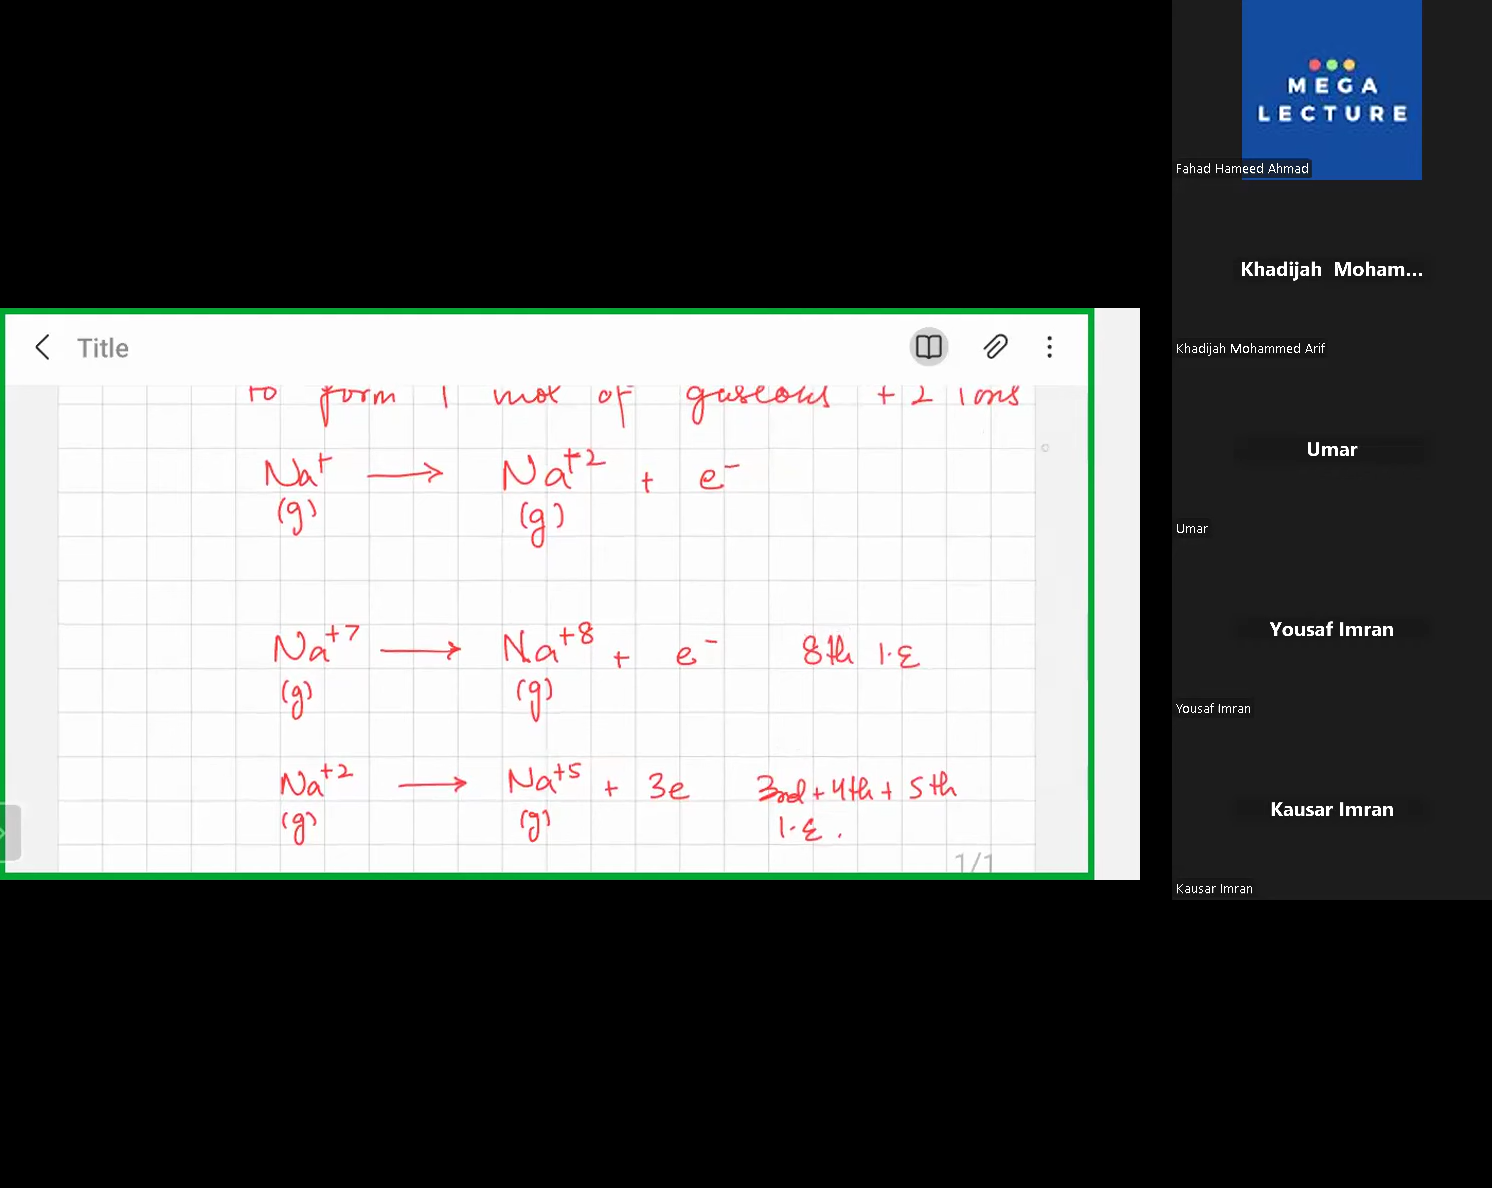 Title
to form 1 mol of gaseous +2 ions
Na⁺ → Na⁺² + e⁻
(g) (g)
Na⁺⁷ → Na⁺⁸ + e⁻ 8th I.E
(g) (g)
Na⁺² → Na⁺⁵ + 3e 3rd + 4th + 5th
(g) (g) I.E.
1/1
MEGA
LECTURE
Fahad Hameed Ahmad
Khadijah Moham...
Khadijah Mohammed Arif
Umar
Umar
Yousaf Imran
Yousaf Imran
Kausar Imran
Kausar Imran